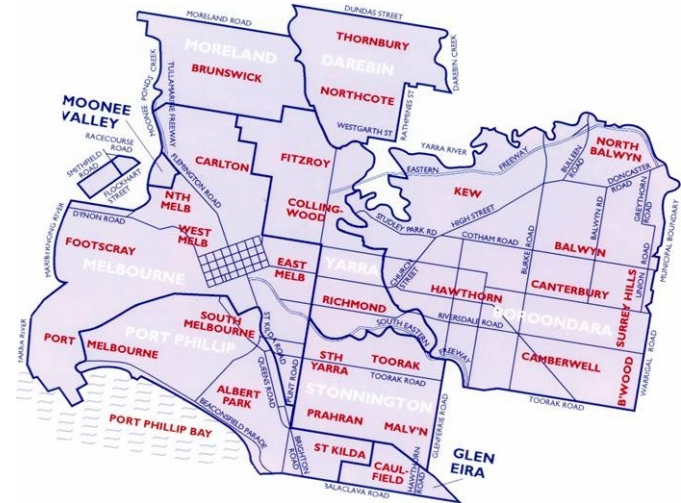 DUNDAS STREET
MORELAND ROAD
THORNBURY
MORELAND
DAREBIN
BRUNSWICK
NORTHCOTE
DAREBIN CREEK
MOONEE PONDS CREEK
TULLAMARINE FREEWAY
RATHMINES ST
WESTGARTH ST
MOONEE
VALLEY
RACECOURSE
ROAD
SMITHFIELD
ROAD
FLOCKHART
STREET
FLEMINGTON ROAD
CARLTON
FITZROY
YARRA RIVER
EASTERN
FREEWAY
BULLEEN
ROAD
NORTH
BALWYN
DONCASTER
ROAD
KEW
GREYTHORN
ROAD
BALWYN RD
NTH
MELB
COLLING-
WOOD
STUDLEY PARK RD
HIGH STREET
COTHAM ROAD
BURKE ROAD
BALWYN
MUNICIPAL BOUNDARY
MARIBYRNONG RIVER
DYNON ROAD
WEST
MELB
FOOTSCRAY
MELBOURNE
EAST
MELB
YARRA
CHURCH
STREET
HAWTHORN
CANTERBURY
UNION
ROAD
SURREY HILLS
RICHMOND
BOROONDARA
RIVERSDALE ROAD
SOUTH
MELBOURNE
ST KILDA ROAD
SOUTH EASTERN
FREEWAY
YARRA RIVER
PORT
MELBOURNE
PORT PHILLIP
QUEENS ROAD
PUNT ROAD
STH
YARRA
TOORAK
TOORAK ROAD
CAMBERWELL
B'WOOD
WARRIGAL ROAD
TOORAK ROAD
ALBERT
PARK
STONNINGTON
PRAHRAN
MALV'N
GLENFERRIE ROAD
BEACONSFIELD PARADE
PORT PHILLIP BAY
BRIGHTON
ROAD
ST KILDA
CAUL-
FIELD
HAWTHORN
ROAD
GLEN
EIRA
BALACLAVA ROAD